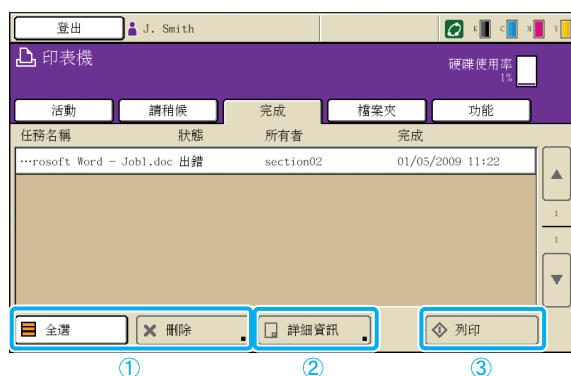 登出 J. Smith K C M Y
印表機 硬碟使用率
1%
活動 請稍候 完成 檔案夾 功能
任務名稱 狀態 所有者 完成
…rosoft Word - Job1.doc 出錯 section02 01/05/2009 11:22
1
1
全選 刪除 詳細資訊 列印
① ② ③